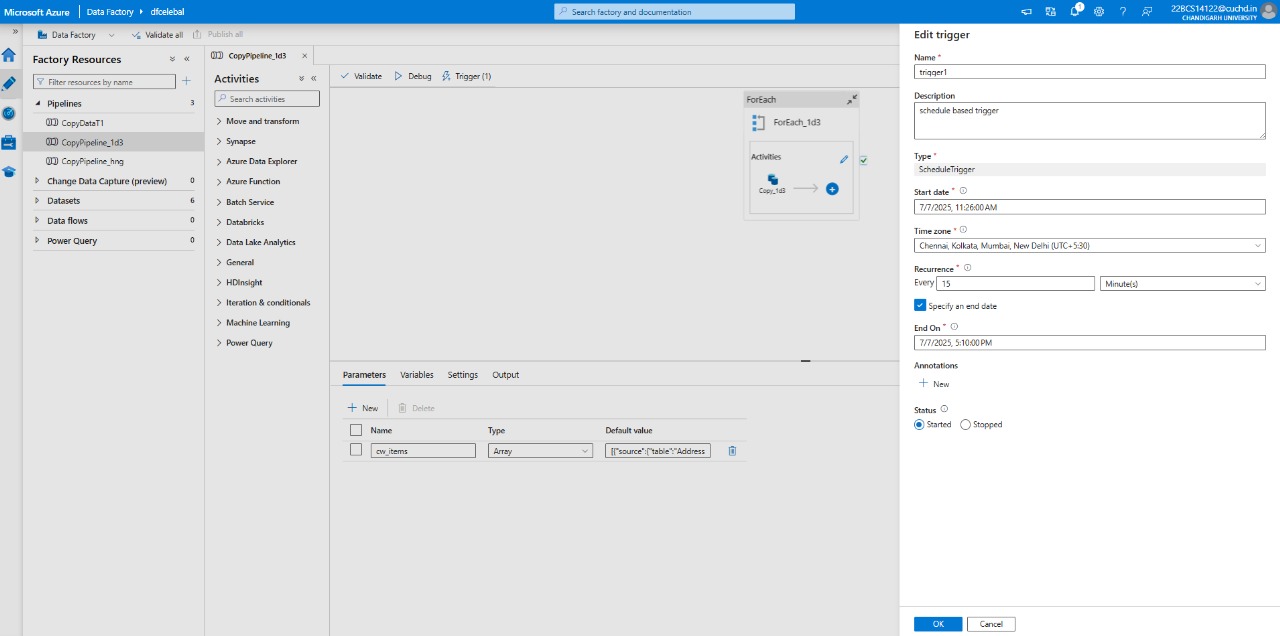 Microsoft Azure
Data Factory
dfcelebal
Search factory and documentation
1
22BCS14122@cuchd.in
CHANDIGARH UNIVERSITY
Data Factory
Validate all
Publish all
Factory Resources
Filter resources by name
Pipelines 3
CopyDataT1
CopyPipeline_1d3
CopyPipeline_hng
Change Data Capture (preview) 0
Datasets 6
Data flows 0
Power Query 0
CopyPipeline_1d3
Activities
Search activities
Move and transform
Synapse
Azure Data Explorer
Azure Function
Batch Service
Databricks
Data Lake Analytics
General
HDInsight
Iteration & conditionals
Machine Learning
Power Query
Validate Debug Trigger (1)
ForEach
ForEach_1d3
Activities
Copy_1d3
Parameters Variables Settings Output
New Delete
Name Type Default value
cw_items Array [{"source":{"table":"Address
Edit trigger
Name *
trigger1
Description
schedule based trigger
Type *
ScheduleTrigger
Start date *
7/7/2025, 11:26:00 AM
Time zone *
Chennai, Kolkata, Mumbai, New Delhi (UTC+5:30)
Recurrence *
Every 15 Minute(s)
Specify an end date
End On *
7/7/2025, 5:10:00 PM
Annotations
New
Status
Started Stopped
OK Cancel